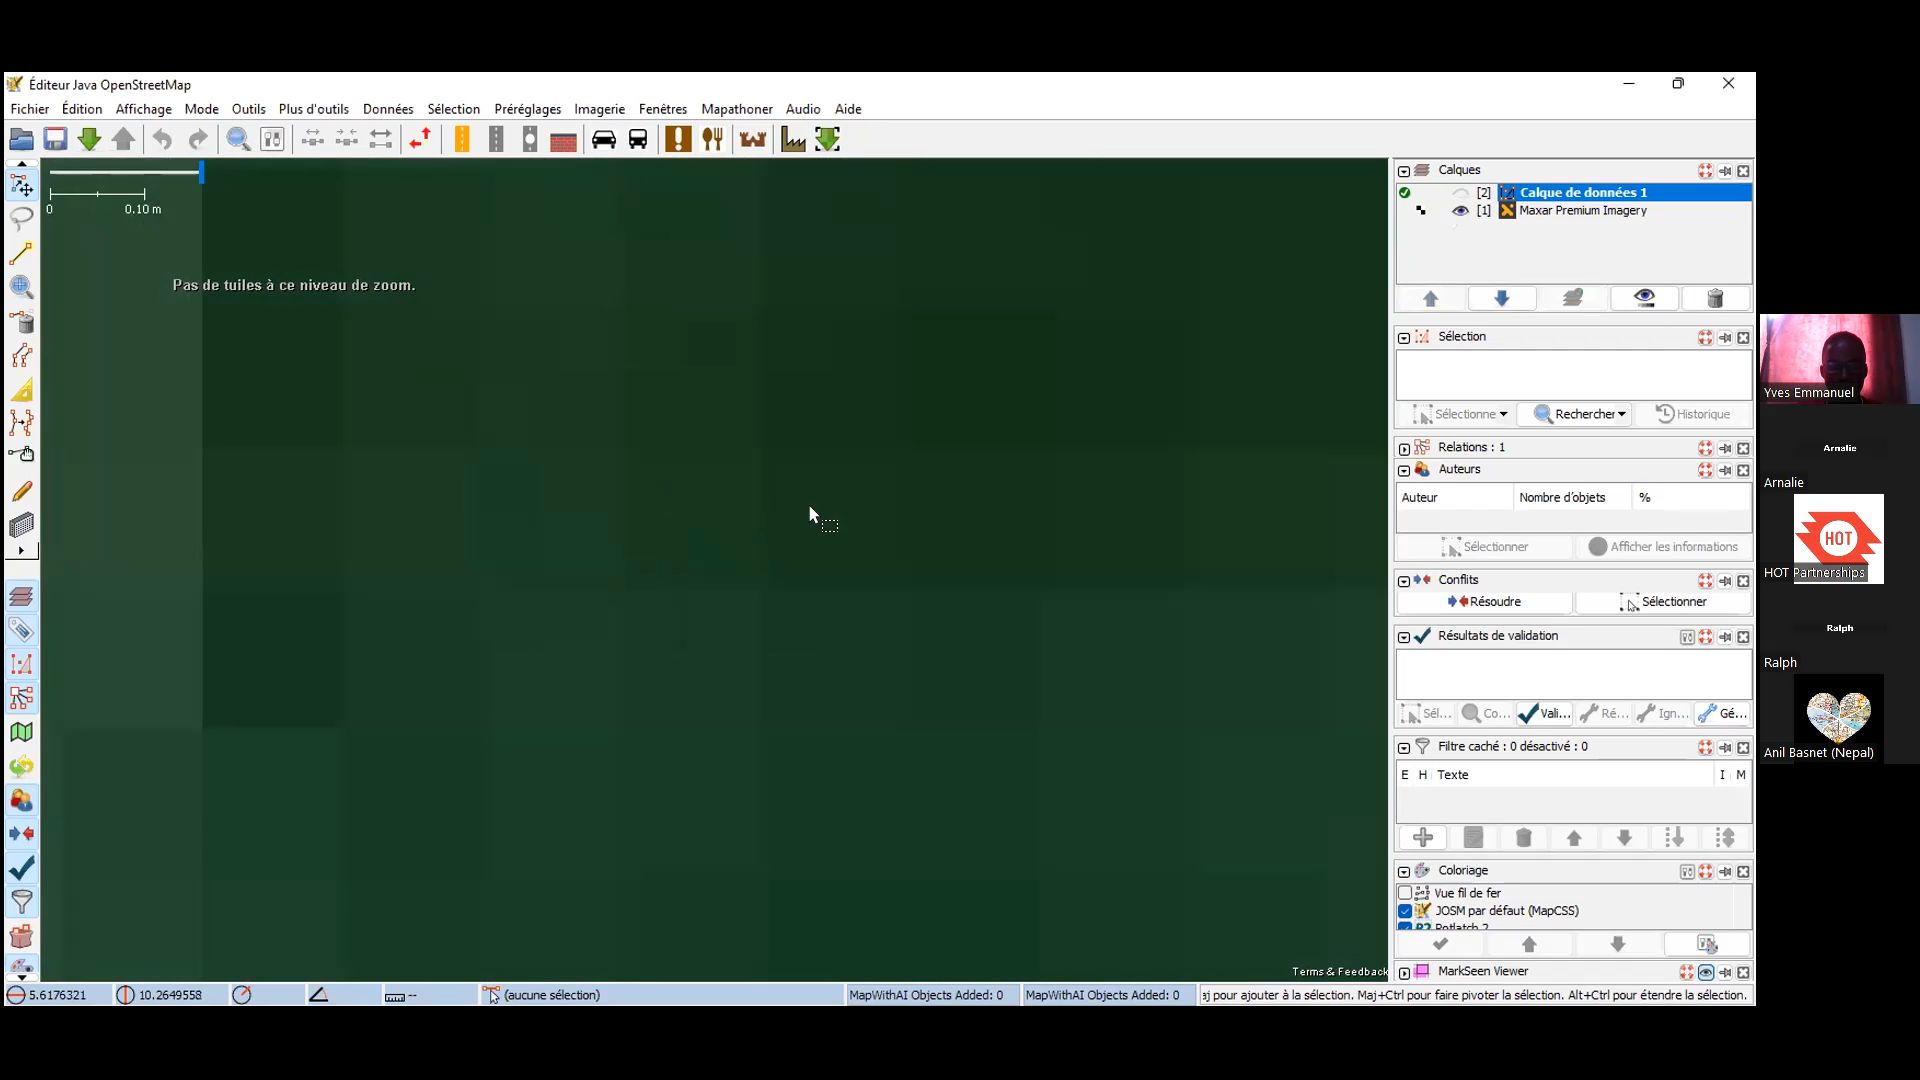 Éditeur Java OpenStreetMap
Fichier Édition Affichage Mode Outils Plus d'outils Données Sélection Préréglages Imagerie Fenêtres Mapathoner Audio Aide
0 0.10 m
Pas de tuiles à ce niveau de zoom.
Terms & Feedback
Calques
[2] Calque de données 1
[1] Maxar Premium Imagery
Sélection
Sélectionne Rechercher Historique
Relations : 1
Auteurs
Auteur Nombre d'objets %
Sélectionner Afficher les informations
Conflits
Résoudre Sélectionner
Résultats de validation
Sél... Co... Vali... Ré... Ign... Gé...
Filtre caché : 0 désactivé : 0
E H Texte I M
Coloriage
Vue fil de fer
JOSM par défaut (MapCSS)
Potlatch 2
MarkSeen Viewer
5.6176321 10.2649558 -- (aucune sélection) MapWithAI Objects Added: 0 MapWithAI Objects Added: 0 aj pour ajouter à la sélection. Maj+Ctrl pour faire pivoter la sélection. Alt+Ctrl pour étendre la sélection.
Yves Emmanuel
Arnalie
Arnalie
HOT
HOT Partnerships
Ralph
Ralph
Anil Basnet (Nepal)